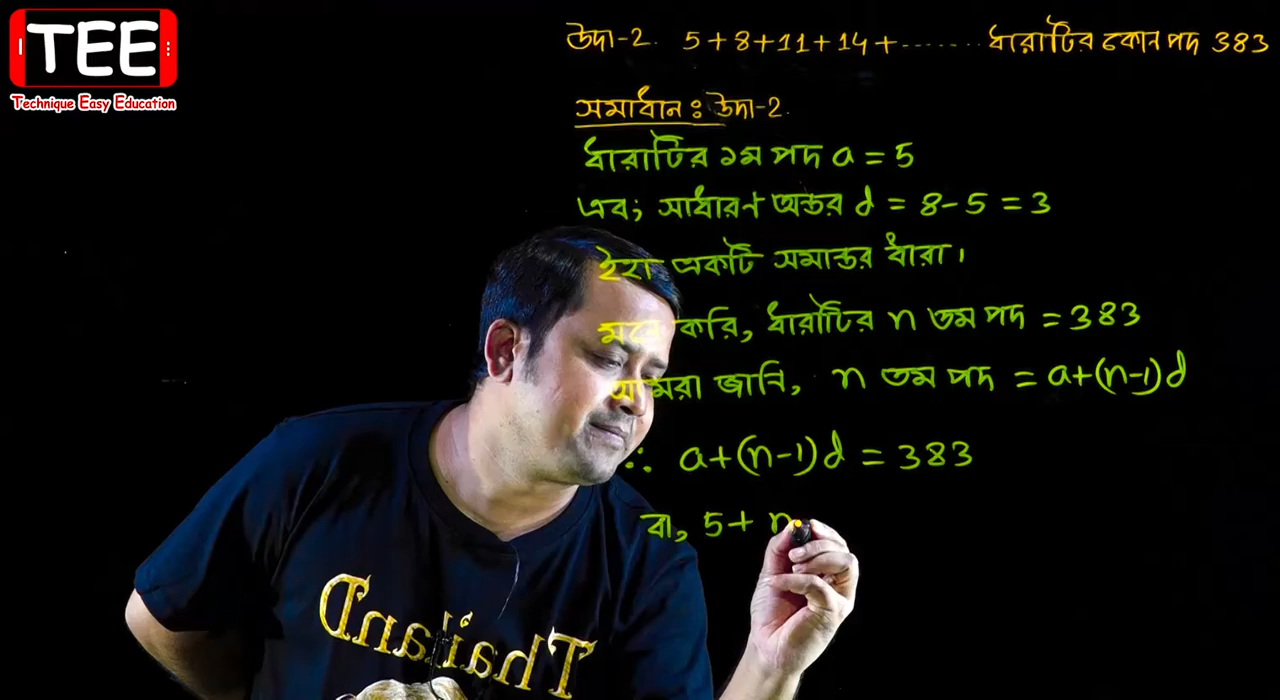 TEE
Technique Easy Education
উদা-2. 5+8+11+14+........ ধারাটির কোন পদ 383
সমাধান ঃ উদা-2.
ধারাটির ১ম পদ a = 5
এবং সাধারণ অন্তর d = 8-5 = 3
ইহা একটি সমান্তর ধারা।
মনে করি, ধারাটির n তম পদ = 383
আমরা জানি, n তম পদ = a+(n-1)d
∴ a+(n-1)d = 383
বা, 5+ n
Thailand